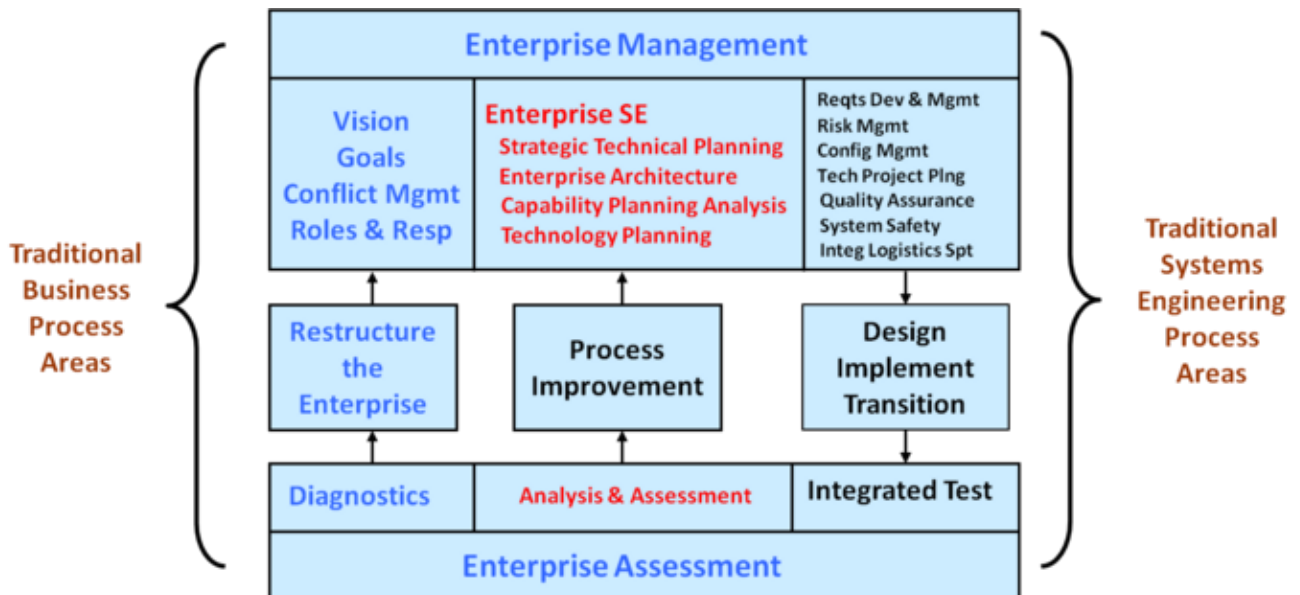 Enterprise Management
Vision
Goals
Conflict Mgmt
Roles & Resp
Enterprise SE
Strategic Technical Planning
Enterprise Architecture
Capability Planning Analysis
Technology Planning
Reqts Dev & Mgmt
Risk Mgmt
Config Mgmt
Tech Project Plng
Quality Assurance
System Safety
Integ Logistics Spt
Traditional
Business
Process
Areas
Restructure
the
Enterprise
Process
Improvement
Design
Implement
Transition
Traditional
Systems
Engineering
Process
Areas
Diagnostics
Analysis & Assessment
Integrated Test
Enterprise Assessment